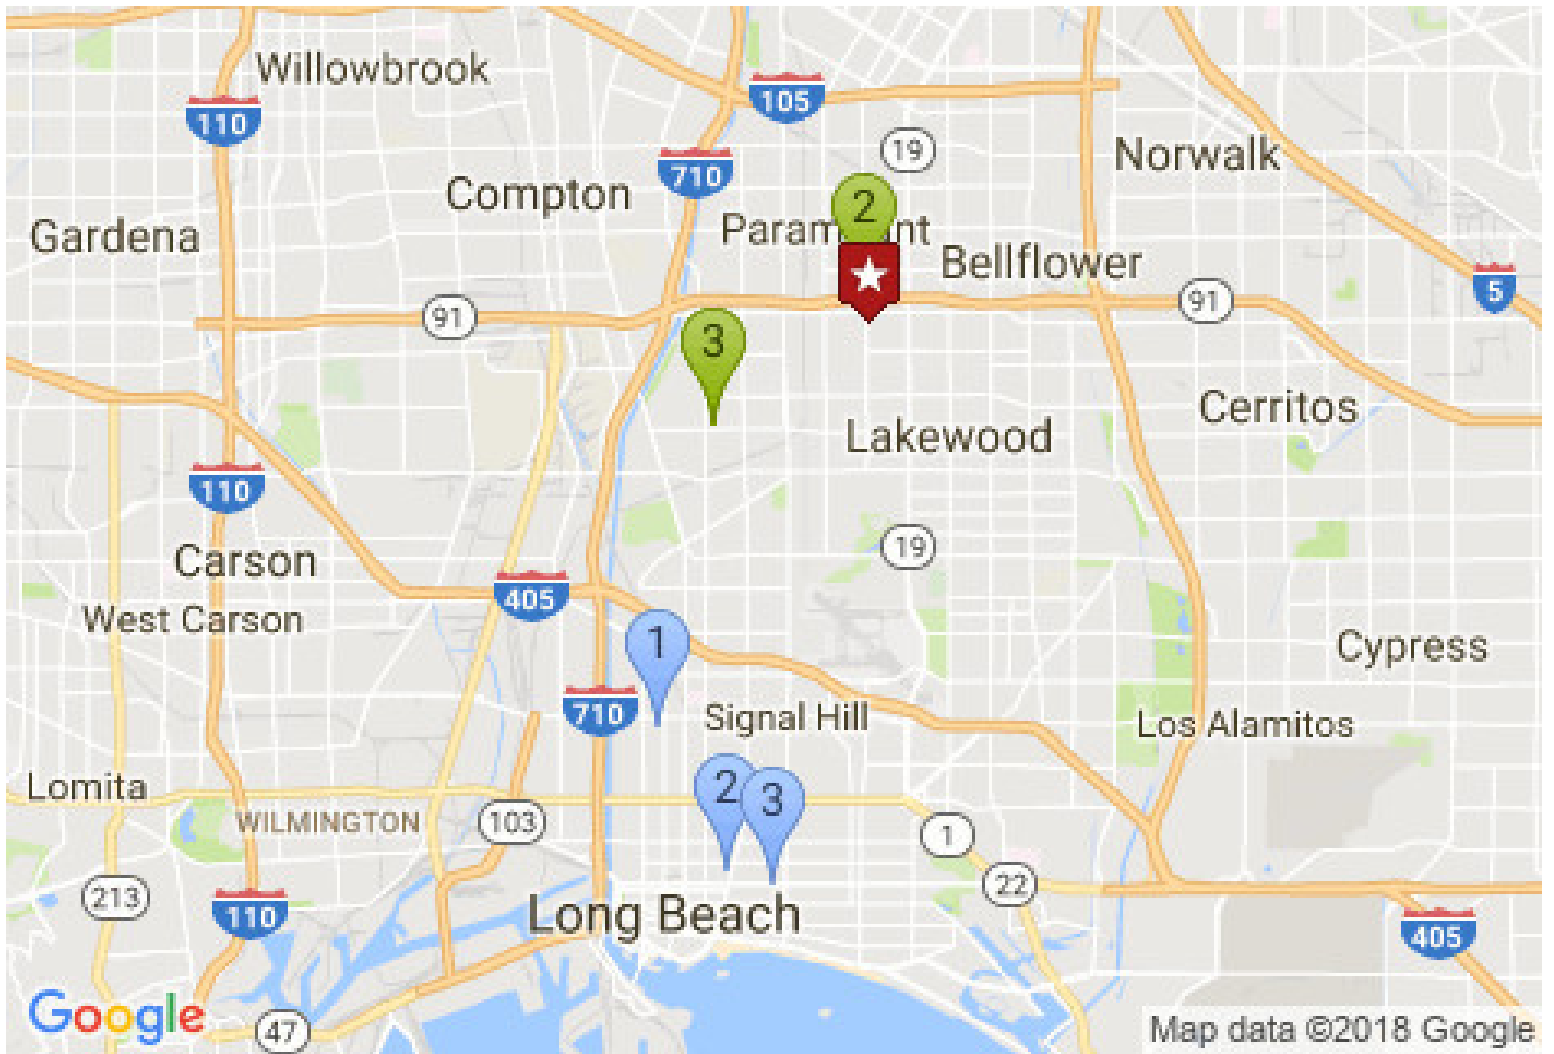 Willowbrook
110
105
19
Norwalk
710
Compton
2
Gardena
Param nt
Bellflower
5
91
91
3
Cerritos
Lakewood
110
19
Carson
405
West Carson
1
Cypress
710
Signal Hill
Los Alamitos
Lomita
2
3
WILMINGTON
103
1
22
213
110
Long Beach
405
Google
47
Map data ©2018 Google